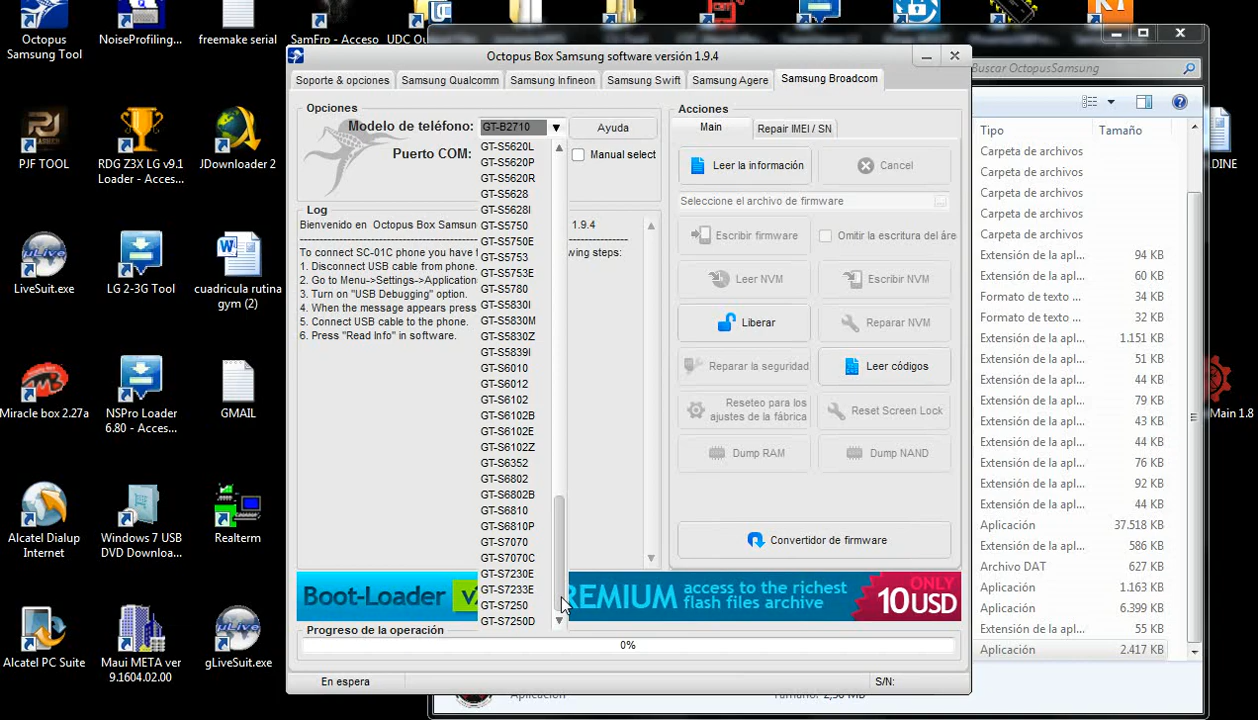 Octopus
Samsung Tool
NoiseProfiling...
freemake serial
SamFrp - Acceso
UDC Ou
Octopus Box Samsung software versión 1.9.4
Buscar OctopusSamsung
Soporte & opciones
Samsung Qualcomm
Samsung Infineon
Samsung Swift
Samsung Agere
Samsung Broadcom
Opciones
Modelo de teléfono:
GT-B2710
Ayuda
Puerto COM:
Manual select
GT-S5620L
GT-S5620P
GT-S5620R
GT-S5628
GT-S5628I
GT-S5750
GT-S5750E
GT-S5753
GT-S5753E
GT-S5780
GT-S5830I
GT-S5830M
GT-S5830Z
GT-S5839I
GT-S6010
GT-S6012
GT-S6102
GT-S6102B
GT-S6102E
GT-S6102Z
GT-S6352
GT-S6802
GT-S6802B
GT-S6810
GT-S6810P
GT-S7070
GT-S7070C
GT-S7230E
GT-S7233E
GT-S7250
GT-S7250D
Log
Bienvenido en Octopus Box Samsun
1.9.4
To connect SC-01C phone you have f
wing steps:
1. Disconnect USB cable from phone.
2. Go to Menu->Settings->Application
3. Turn on "USB Debugging" option.
4. When the message appears press
5. Connect USB cable to the phone.
6. Press "Read Info" in software.
Acciones
Main
Repair IMEI / SN
Leer la información
Cancel
Seleccione el archivo de firmware
Escribir firmware
Omitir la escritura del áre
Leer NVM
Escribir NVM
Liberar
Reparar NVM
Reparar la seguridad
Leer códigos
Reseteo para los
ajustes de la fábrica
Reset Screen Lock
Dump RAM
Dump NAND
Convertidor de firmware
Boot-Loader v
PREMIUM access to the richest
flash files archive
ONLY
10USD
Progreso de la operación
0%
En espera
S/N:
Tipo
Tamaño
Carpeta de archivos
Carpeta de archivos
Carpeta de archivos
Carpeta de archivos
Carpeta de archivos
Extensión de la apl... 94 KB
Extensión de la apl... 60 KB
Formato de texto ... 34 KB
Formato de texto ... 32 KB
Extensión de la apl... 1.151 KB
Extensión de la apl... 51 KB
Extensión de la apl... 44 KB
Extensión de la apl... 79 KB
Extensión de la apl... 43 KB
Extensión de la apl... 44 KB
Extensión de la apl... 76 KB
Extensión de la apl... 92 KB
Extensión de la apl... 44 KB
Aplicación 37.518 KB
Extensión de la apl... 586 KB
Archivo DAT 627 KB
Aplicación 1.163 KB
Aplicación 6.399 KB
Extensión de la apl... 55 KB
Aplicación 2.417 KB
PJF TOOL
RDG Z3X LG v9.1
Loader - Acces...
JDownloader 2
DINE
LiveSuit.exe
LG 2-3G Tool
cuadricula rutina
gym (2)
Miracle box 2.27a
NSPro Loader
6.80 - Acces...
GMAIL
Main 1.8
Alcatel Dialup
Internet
Windows 7 USB
DVD Downloa...
Realterm
Alcatel PC Suite
Maui META ver
9.1604.02.00
gLiveSuit.exe